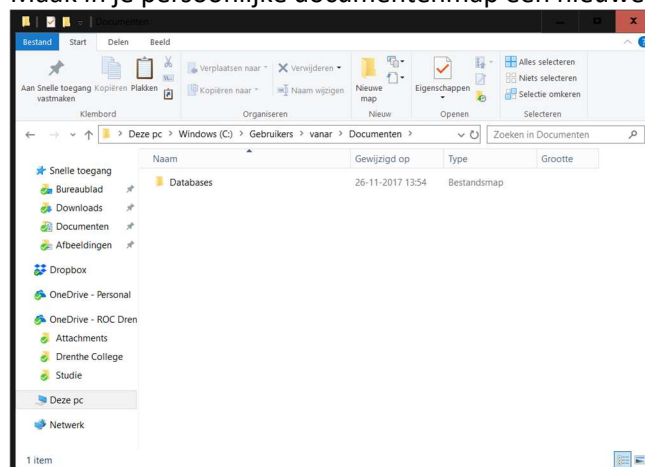 Maak in je persoonlijke documentenmap een nieuwe
Documenten
Bestand Start Delen Beeld
Aan Snelle toegang vastmaken
Kopiëren Plakken
Klembord
Verplaatsen naar
Kopiëren naar
Verwijderen
Naam wijzigen
Organiseren
Nieuwe map
Nieuw
Eigenschappen
Openen
Alles selecteren
Niets selecteren
Selectie omkeren
Selecteren
Deze pc > Windows (C:) > Gebruikers > vanar > Documenten >
Zoeken in Documenten
Naam Gewijzigd op Type Grootte
Databases 26-11-2017 13:54 Bestandsmap
Snelle toegang
Bureaublad
Downloads
Documenten
Afbeeldingen
Dropbox
OneDrive - Personal
OneDrive - ROC Dren
Attachments
Drenthe College
Studie
Deze pc
Netwerk
1 item